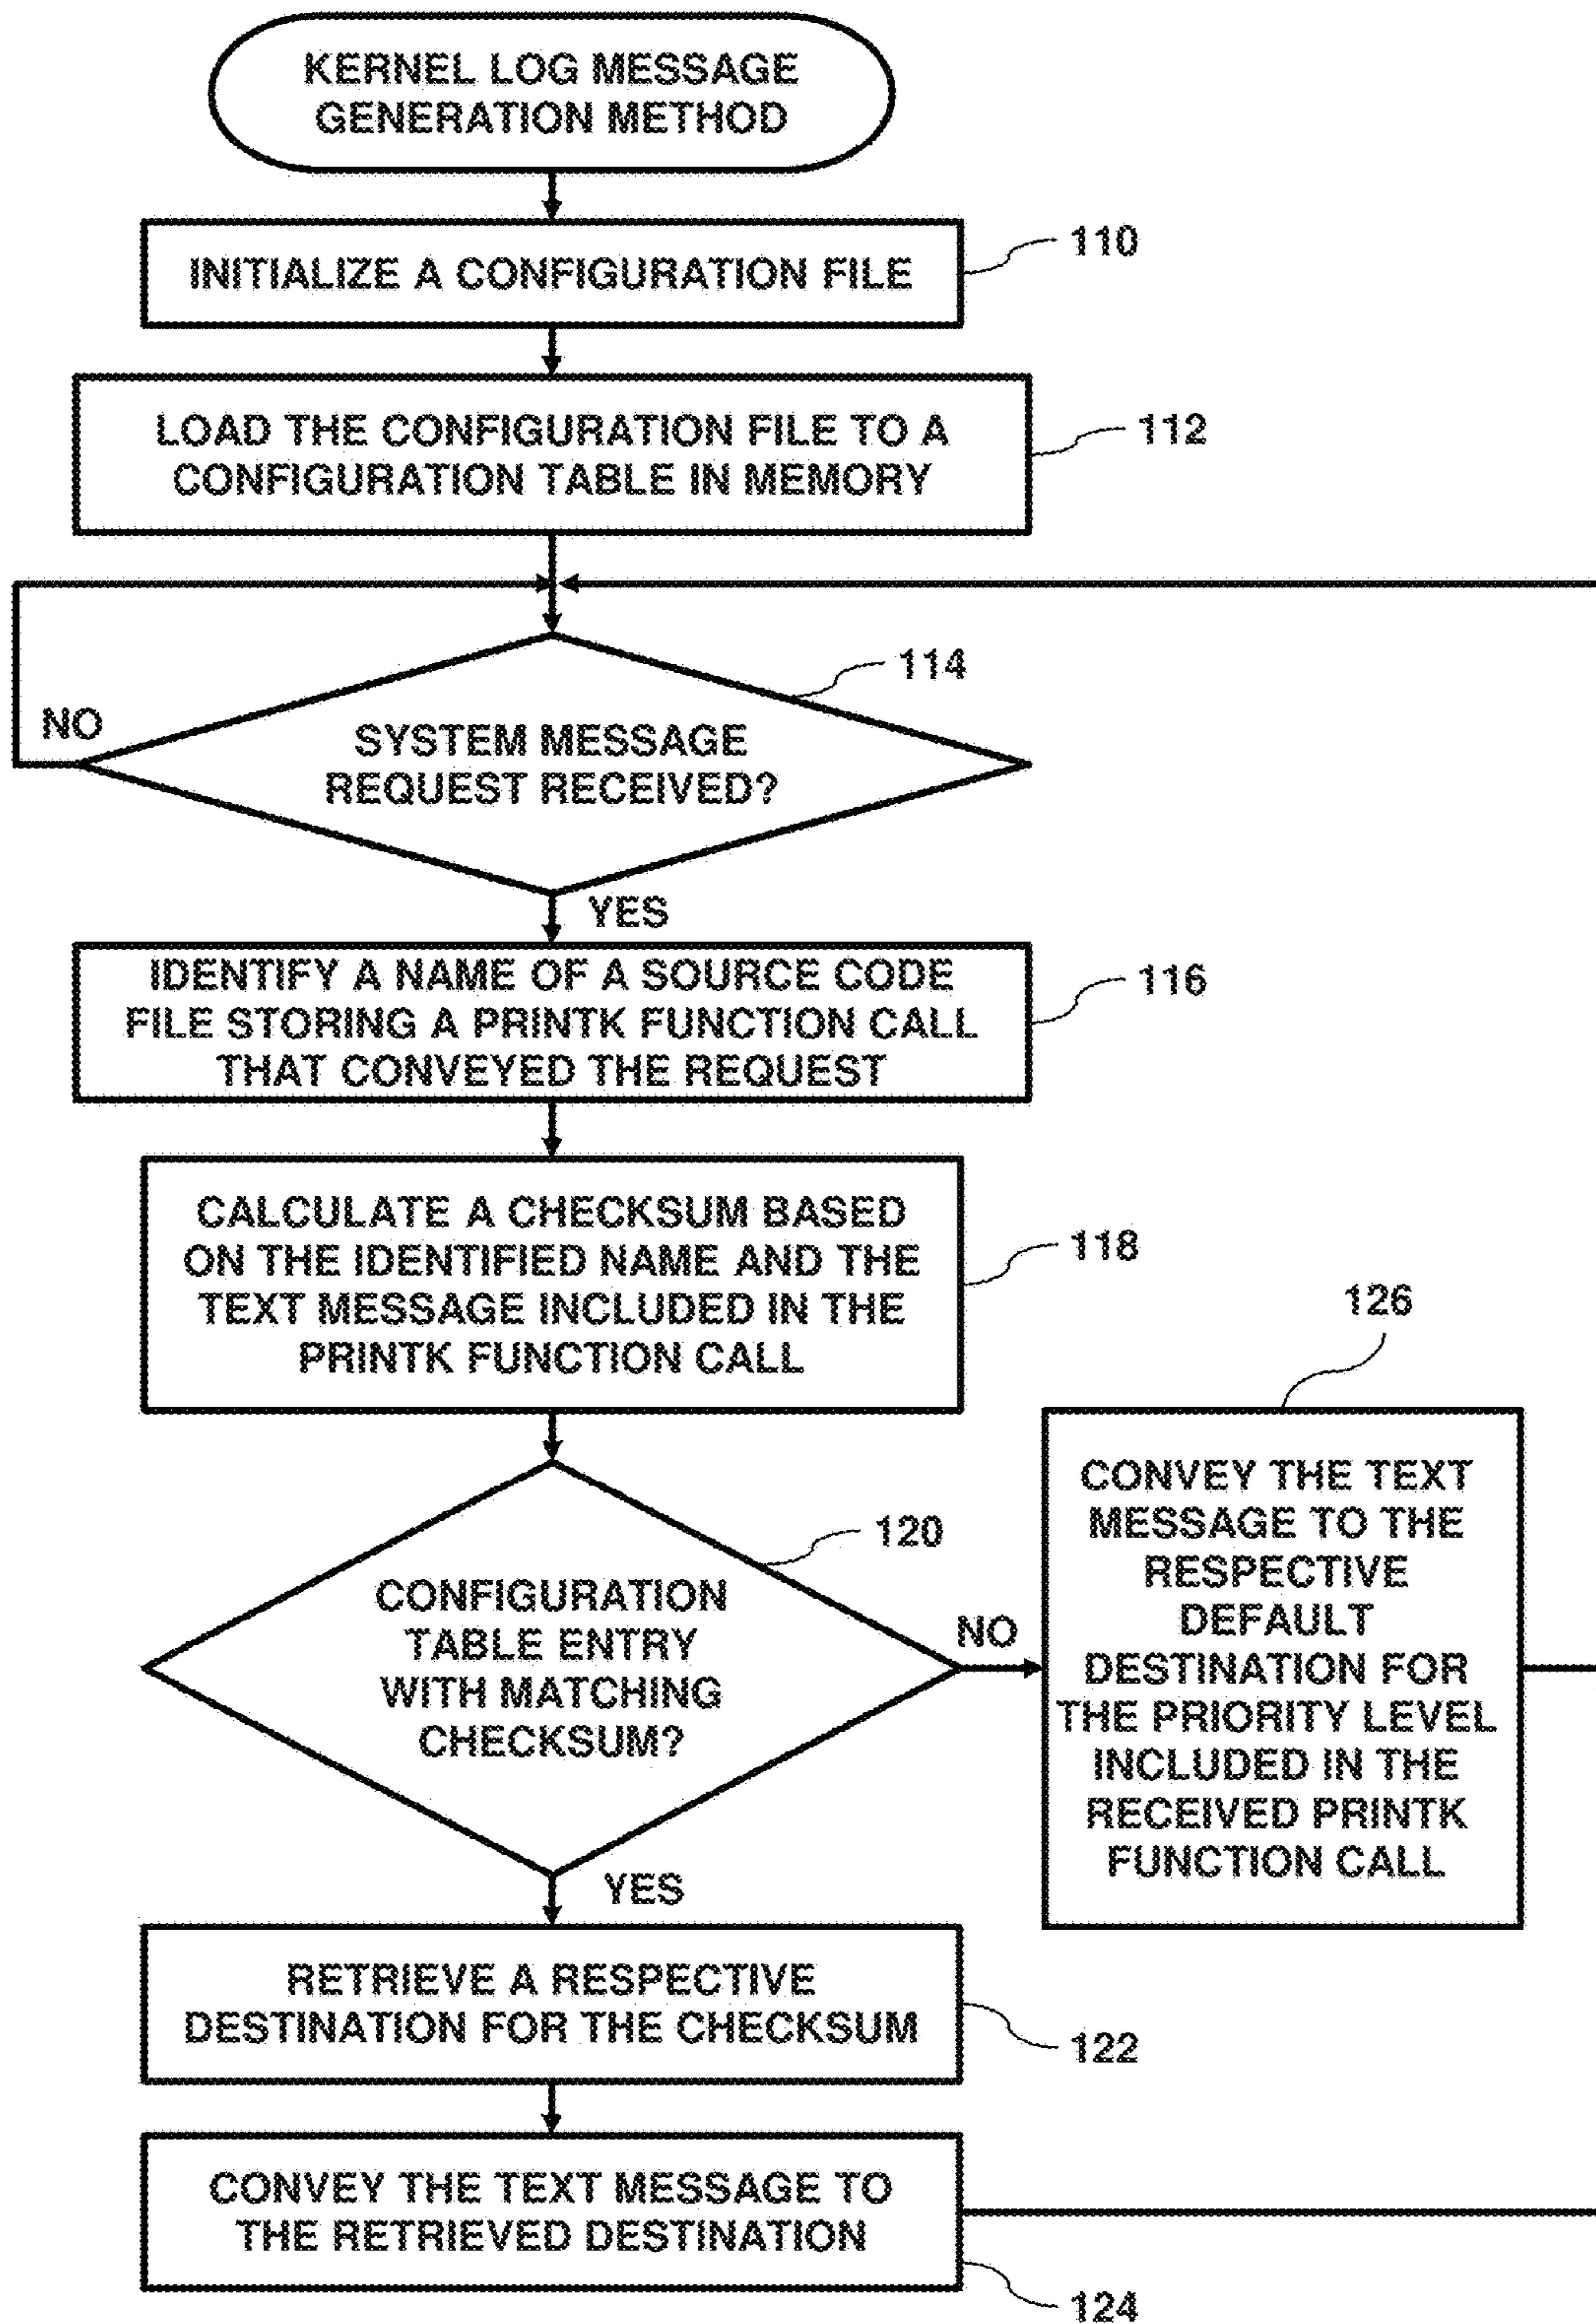 KERNEL LOG MESSAGE
GENERATION METHOD
INITIALIZE A CONFIGURATION FILE
110
LOAD THE CONFIGURATION FILE TO A
CONFIGURATION TABLE IN MEMORY
112
114
NO
SYSTEM MESSAGE
REQUEST RECEIVED?
YES
IDENTIFY A NAME OF A SOURCE CODE
FILE STORING A PRINTK FUNCTION CALL
THAT CONVEYED THE REQUEST
116
CALCULATE A CHECKSUM BASED
ON THE IDENTIFIED NAME AND THE
TEXT MESSAGE INCLUDED IN THE
PRINTK FUNCTION CALL
118
120
CONFIGURATION
TABLE ENTRY
WITH MATCHING
CHECKSUM?
NO
126
CONVEY THE TEXT
MESSAGE TO THE
RESPECTIVE
DEFAULT
DESTINATION FOR
THE PRIORITY LEVEL
INCLUDED IN THE
RECEIVED PRINTK
FUNCTION CALL
YES
RETRIEVE A RESPECTIVE
DESTINATION FOR THE CHECKSUM
122
CONVEY THE TEXT MESSAGE TO
THE RETRIEVED DESTINATION
124